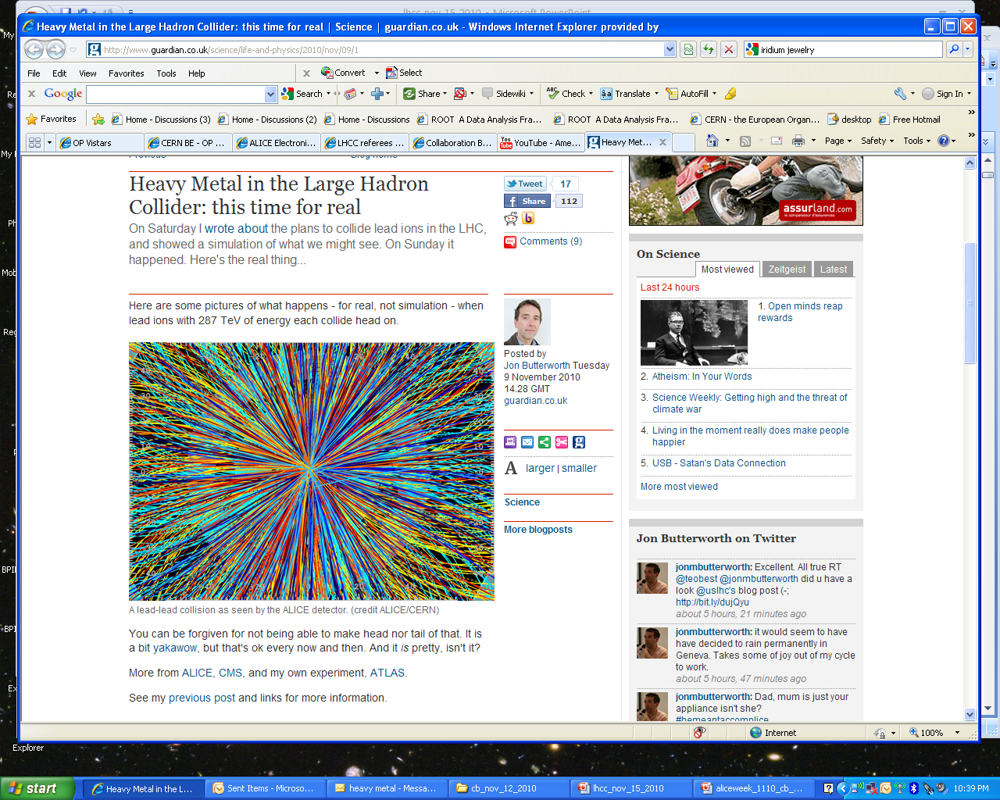 lhcc_nov_15_2010 - Microsoft PowerPoint
Heavy Metal in the Large Hadron Collider: this time for real | Science | guardian.co.uk - Windows Internet Explorer provided by
http://www.guardian.co.uk/science/life-and-physics/2010/nov/09/1
iridium jewelry
File Edit View Favorites Tools Help
Convert Select
Google Search Share Sidewiki Check Translate AutoFill Sign In
Favorites Home - Discussions (3) Home - Discussions (2) Home - Discussions ROOT A Data Analysis Fra... ROOT A Data Analysis Fra... CERN - the European Organ... desktop Free Hotmail
OP Vistars CERN BE - OP ... ALICE Electroni... LHCC referees ... Collaboration B... YouTube - Ame... Heavy Met... Page Safety Tools
Previous Blog home
Heavy Metal in the Large Hadron
Collider: this time for real
On Saturday I wrote about the plans to collide lead ions in the LHC,
and showed a simulation of what we might see. On Sunday it
happened. Here's the real thing...
Tweet 17
Share 112
Comments (9)
Here are some pictures of what happens - for real, not simulation - when
lead ions with 287 TeV of energy each collide head on.
A lead-lead collision as seen by the ALICE detector. (credit ALICE/CERN)
You can be forgiven for not being able to make head nor tail of that. It is
a bit yakawow, but that's ok every now and then. And it is pretty, isn't it?
More from ALICE, CMS, and my own experiment, ATLAS.
See my previous post and links for more information.
Posted by
Jon Butterworth Tuesday
9 November 2010
14.28 GMT
guardian.co.uk
A larger | smaller
Science
More blogposts
assurland.com
le comparateur d'assurances
On Science
Most viewed Zeitgeist Latest
Last 24 hours
1. Open minds reap
rewards
2. Atheism: In Your Words
3. Science Weekly: Getting high and the threat of
climate war
4. Living in the moment really does make people
happier
5. USB - Satan's Data Connection
More most viewed
Jon Butterworth on Twitter
jonmbutterworth: Excellent. All true RT
@teobest @jonmbutterworth did u have a
look @uslhc's blog post (-;
http://bit.ly/dujQyu
about 5 hours, 21 minutes ago
jonmbutterworth: it would seem to have
have decided to rain permanently in
Geneva. Takes some of joy out of my cycle
to work.
about 5 hours, 47 minutes ago
jonmbutterworth: Dad, mum is just your
appliance isn't she?
#hemeantaccomplice
Internet 100%
Explorer
start Heavy Metal in the L... Sent Items - Microso... heavy metal - Messa... cb_nov_12_2010 lhcc_nov_15_2010 aliceweek_1110_cb_... 10:39 PM